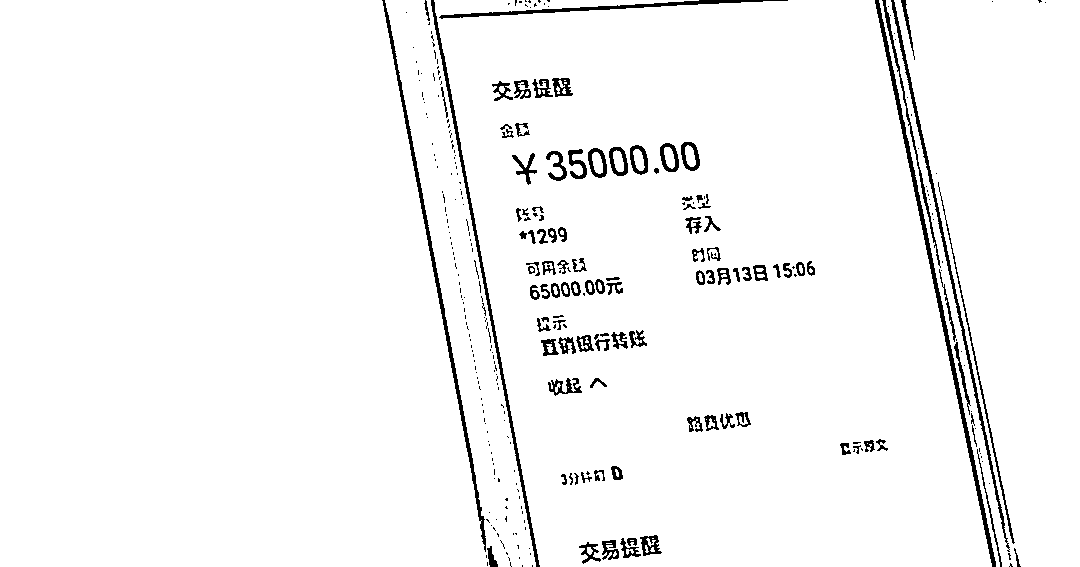 交易提醒
金额
￥35000.00
账号 类型
*1299 存入
可用余额 时间
65000.00元 03月13日 15:06
提示
直销银行转账
收起
路费优惠
显示原文
3分钟前
交易提醒